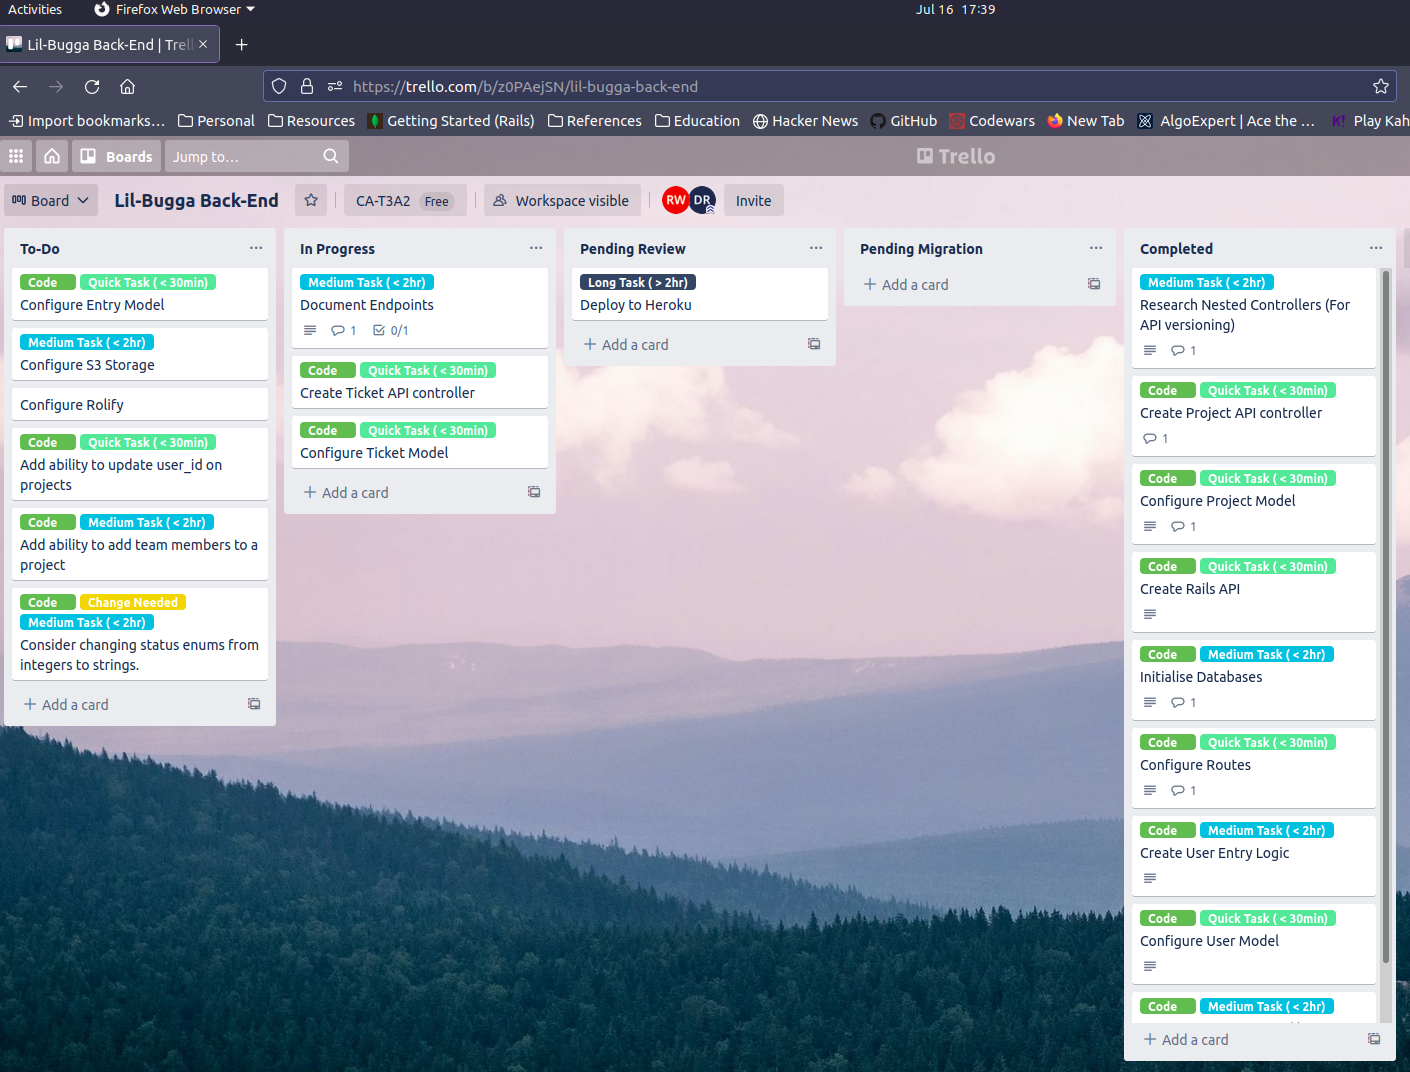 Activities
Firefox Web Browser
Jul 16 17:39
Lil-Bugga Back-End | Trel
https://trello.com/b/z0PAejSN/lil-bugga-back-end
Import bookmarks...
Personal
Resources
Getting Started (Rails)
References
Education
Hacker News
GitHub
Codewars
New Tab
AlgoExpert | Ace the ...
K!
Play Kah
Boards
Jump to...
Trello
Board
Lil-Bugga Back-End
CA-T3A2 Free
Workspace visible
RW
DR
Invite
To-Do
Code Quick Task ( < 30min)
Configure Entry Model
Medium Task ( < 2hr)
Configure S3 Storage
Configure Rolify
Code Quick Task ( < 30min)
Add ability to update user_id on
projects
Code Medium Task ( < 2hr)
Add ability to add team members to a
project
Code Change Needed
Medium Task ( < 2hr)
Consider changing status enums from
integers to strings.
Add a card
In Progress
Medium Task ( < 2hr)
Document Endpoints
1 0/1
Code Quick Task ( < 30min)
Create Ticket API controller
Code Quick Task ( < 30min)
Configure Ticket Model
Add a card
Pending Review
Long Task ( > 2hr)
Deploy to Heroku
Add a card
Pending Migration
Add a card
Completed
Medium Task ( < 2hr)
Research Nested Controllers (For
API versioning)
1
Code Quick Task ( < 30min)
Create Project API controller
1
Code Quick Task ( < 30min)
Configure Project Model
1
Code Quick Task ( < 30min)
Create Rails API
Code Medium Task ( < 2hr)
Initialise Databases
1
Code Quick Task ( < 30min)
Configure Routes
1
Code Medium Task ( < 2hr)
Create User Entry Logic
Code Quick Task ( < 30min)
Configure User Model
Code Medium Task ( < 2hr)
Add a card